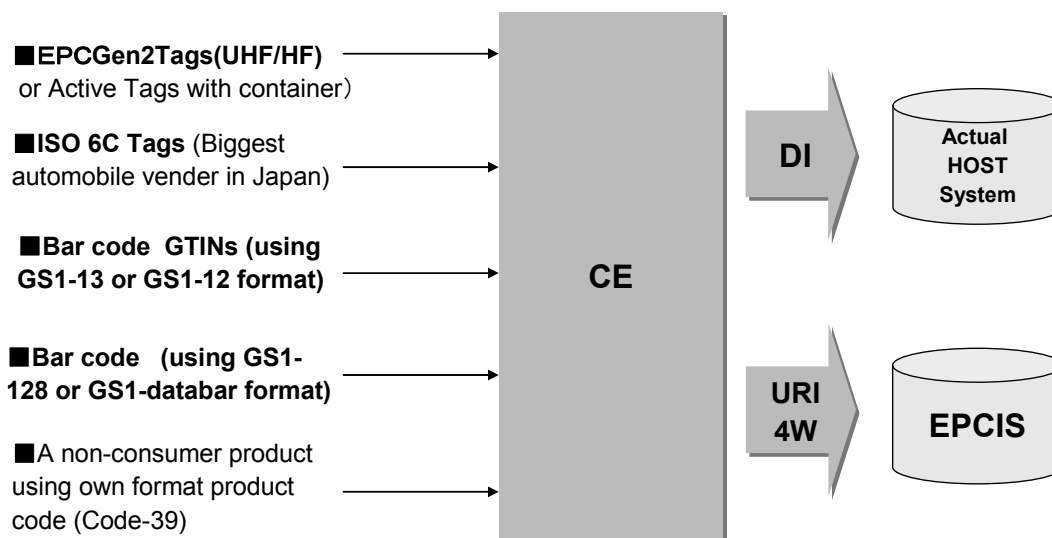 ■EPCGen2Tags(UHF/HF)
or Active Tags with container）
■ISO 6C Tags (Biggest
automobile vender in Japan)
■Bar code GTINs (using
GS1-13 or GS1-12 format)
■Bar code (using GS1-
128 or GS1-databar format)
■A non-consumer product
using own format product
code (Code-39)
CE
DI
Actual
HOST
System
URI
4W
EPCIS